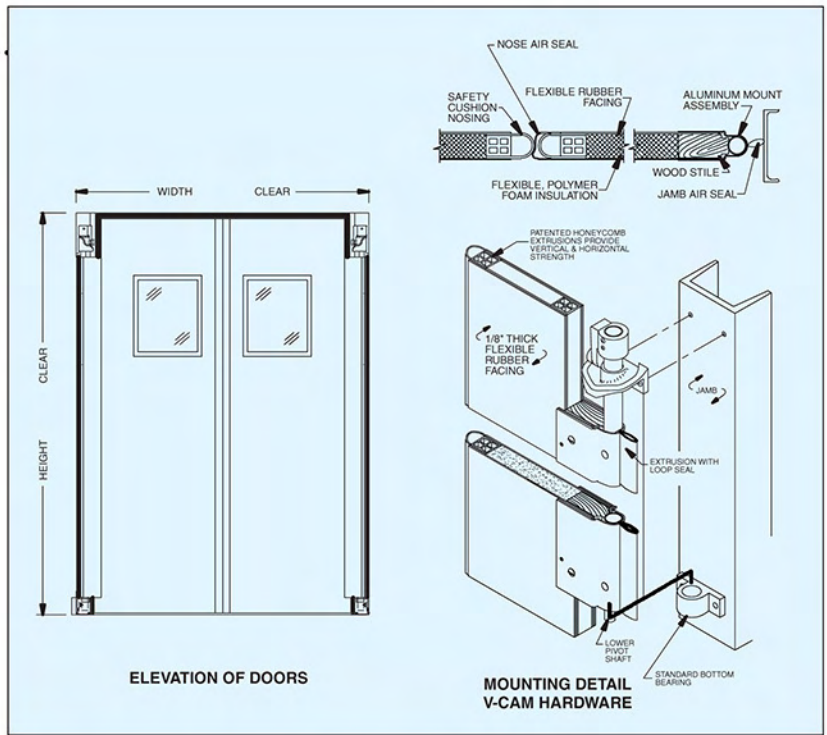 NOSE AIR SEAL
SAFETY
CUSHION
NOSING
FLEXIBLE RUBBER
FACING
ALUMINUM MOUNT
ASSEMBLY
WOOD STILE
JAMB AIR SEAL
FLEXIBLE, POLYMER
FOAM INSULATION
WIDTH
CLEAR
CLEAR
HEIGHT
PATENTED HONEYCOMB
EXTRUSIONS PROVIDE
VERTICAL & HORIZONTAL
STRENGTH
1/8" THICK
FLEXIBLE
RUBBER
FACING
JAMB
EXTRUSION WITH
LOOP SEAL
LOWER
PIVOT
SHAFT
STANDARD BOTTOM
BEARING
ELEVATION OF DOORS
MOUNTING DETAIL
V-CAM HARDWARE